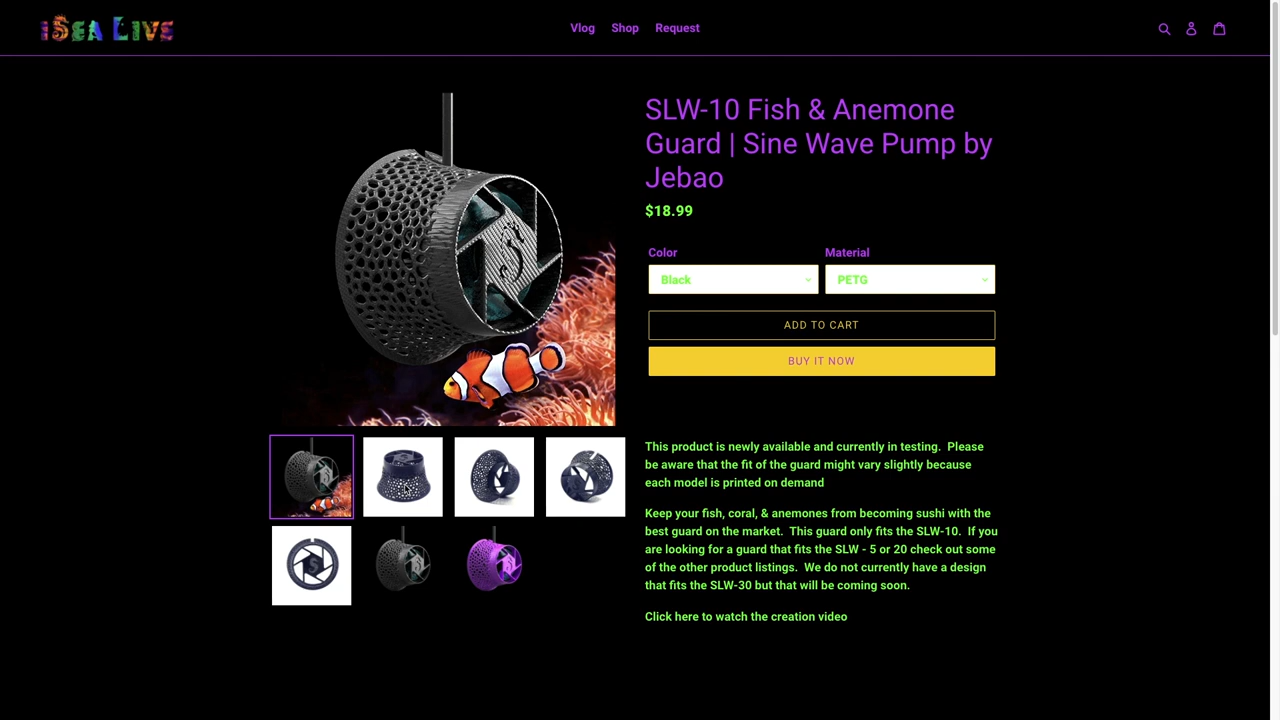 iSea Live
Vlog Shop Request
SLW-10 Fish & Anemone
Guard | Sine Wave Pump by
Jebao
$18.99
Color Material
Black PETG
ADD TO CART
BUY IT NOW
This product is newly available and currently in testing. Please
be aware that the fit of the guard might vary slightly because
each model is printed on demand
Keep your fish, coral, & anemones from becoming sushi with the
best guard on the market. This guard only fits the SLW-10. If you
are looking for a guard that fits the SLW - 5 or 20 check out some
of the other product listings. We do not currently have a design
that fits the SLW-30 but that will be coming soon.
Click here to watch the creation video